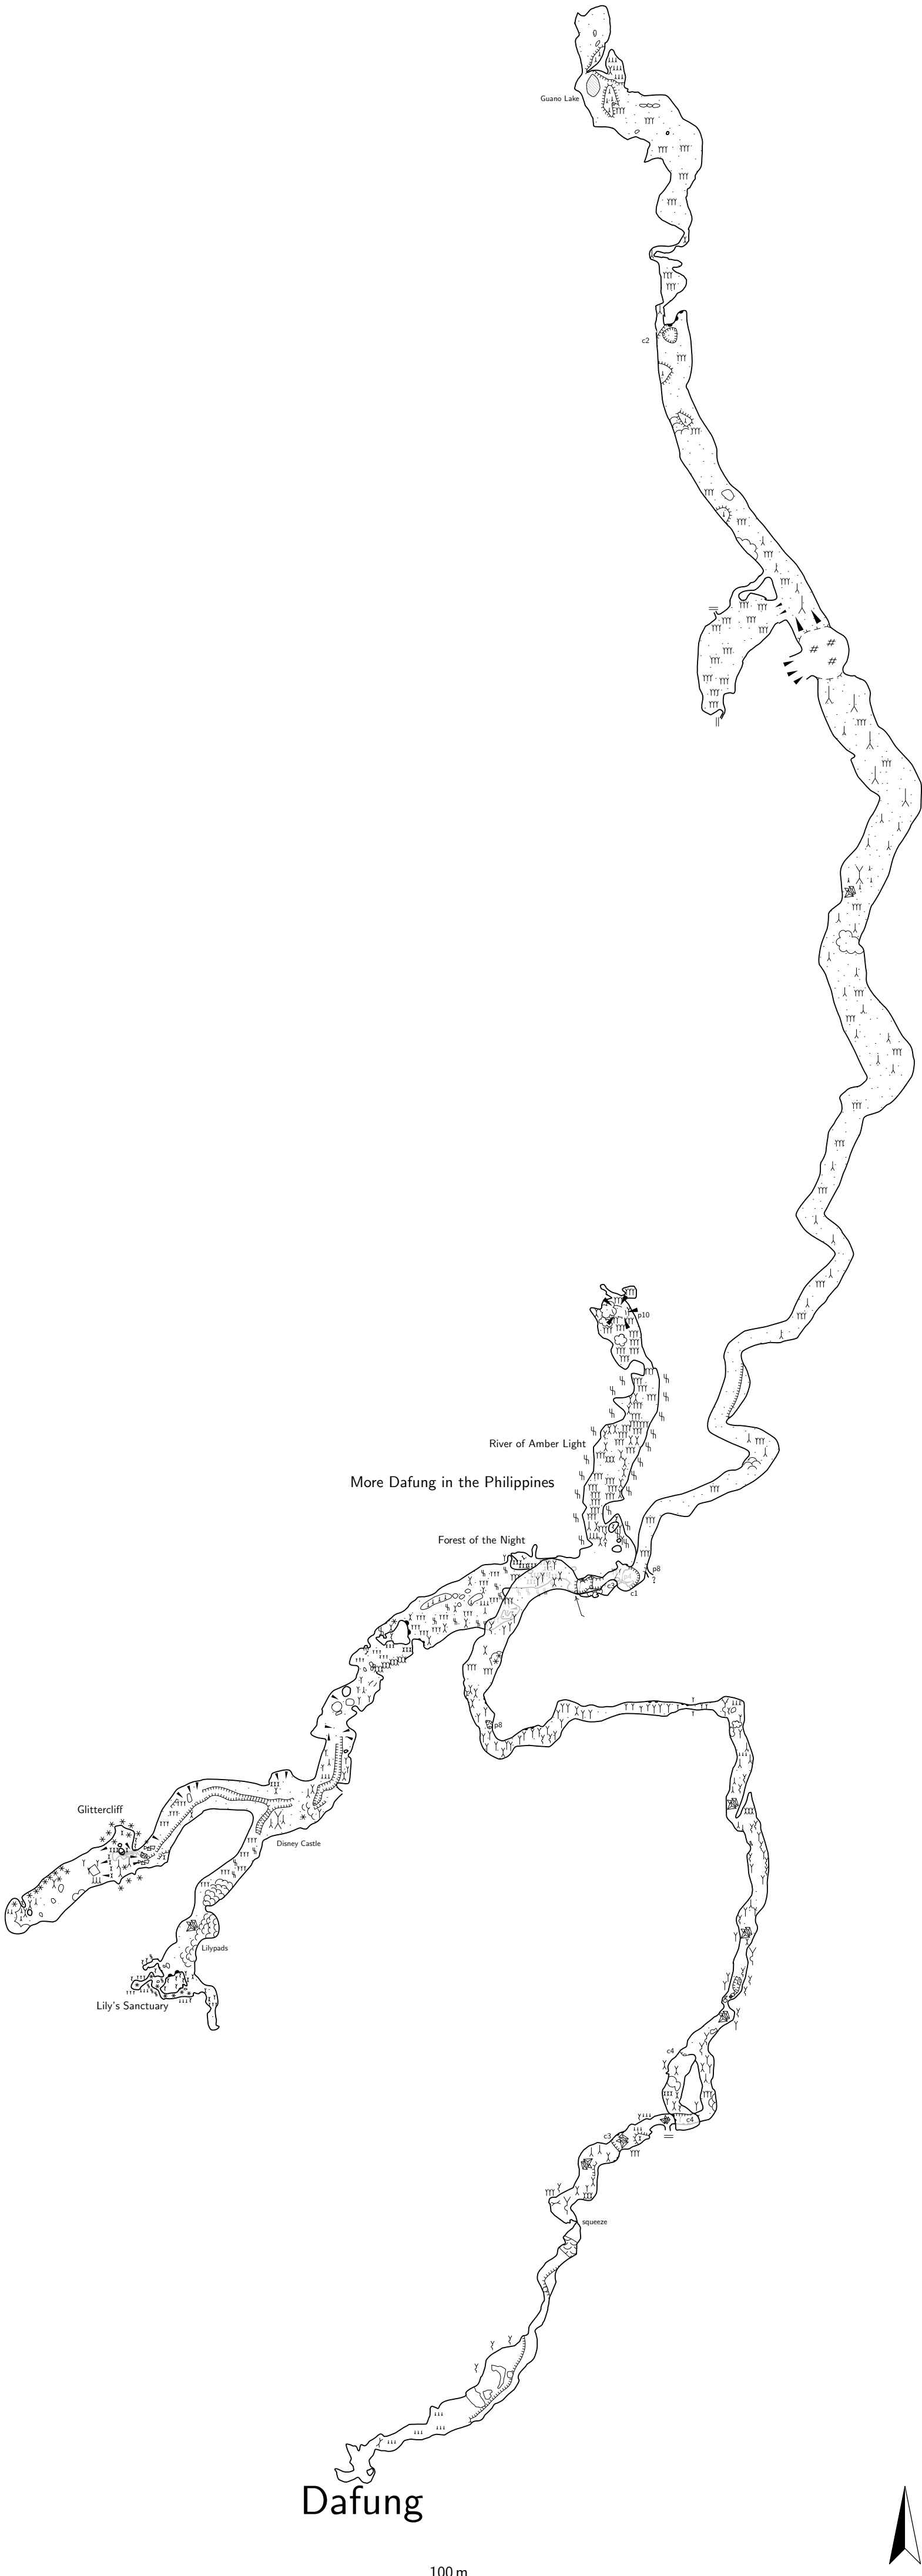 Guano Lake
c2
p10
River of Amber Light
More Dafung in the Philippines
Forest of the Night
p8
?
c3
c1
p8
Glittercliff
Disney Castle
Lilypads
Lily's Sanctuary
c4
c4
c3
squeeze
Dafung
100 m